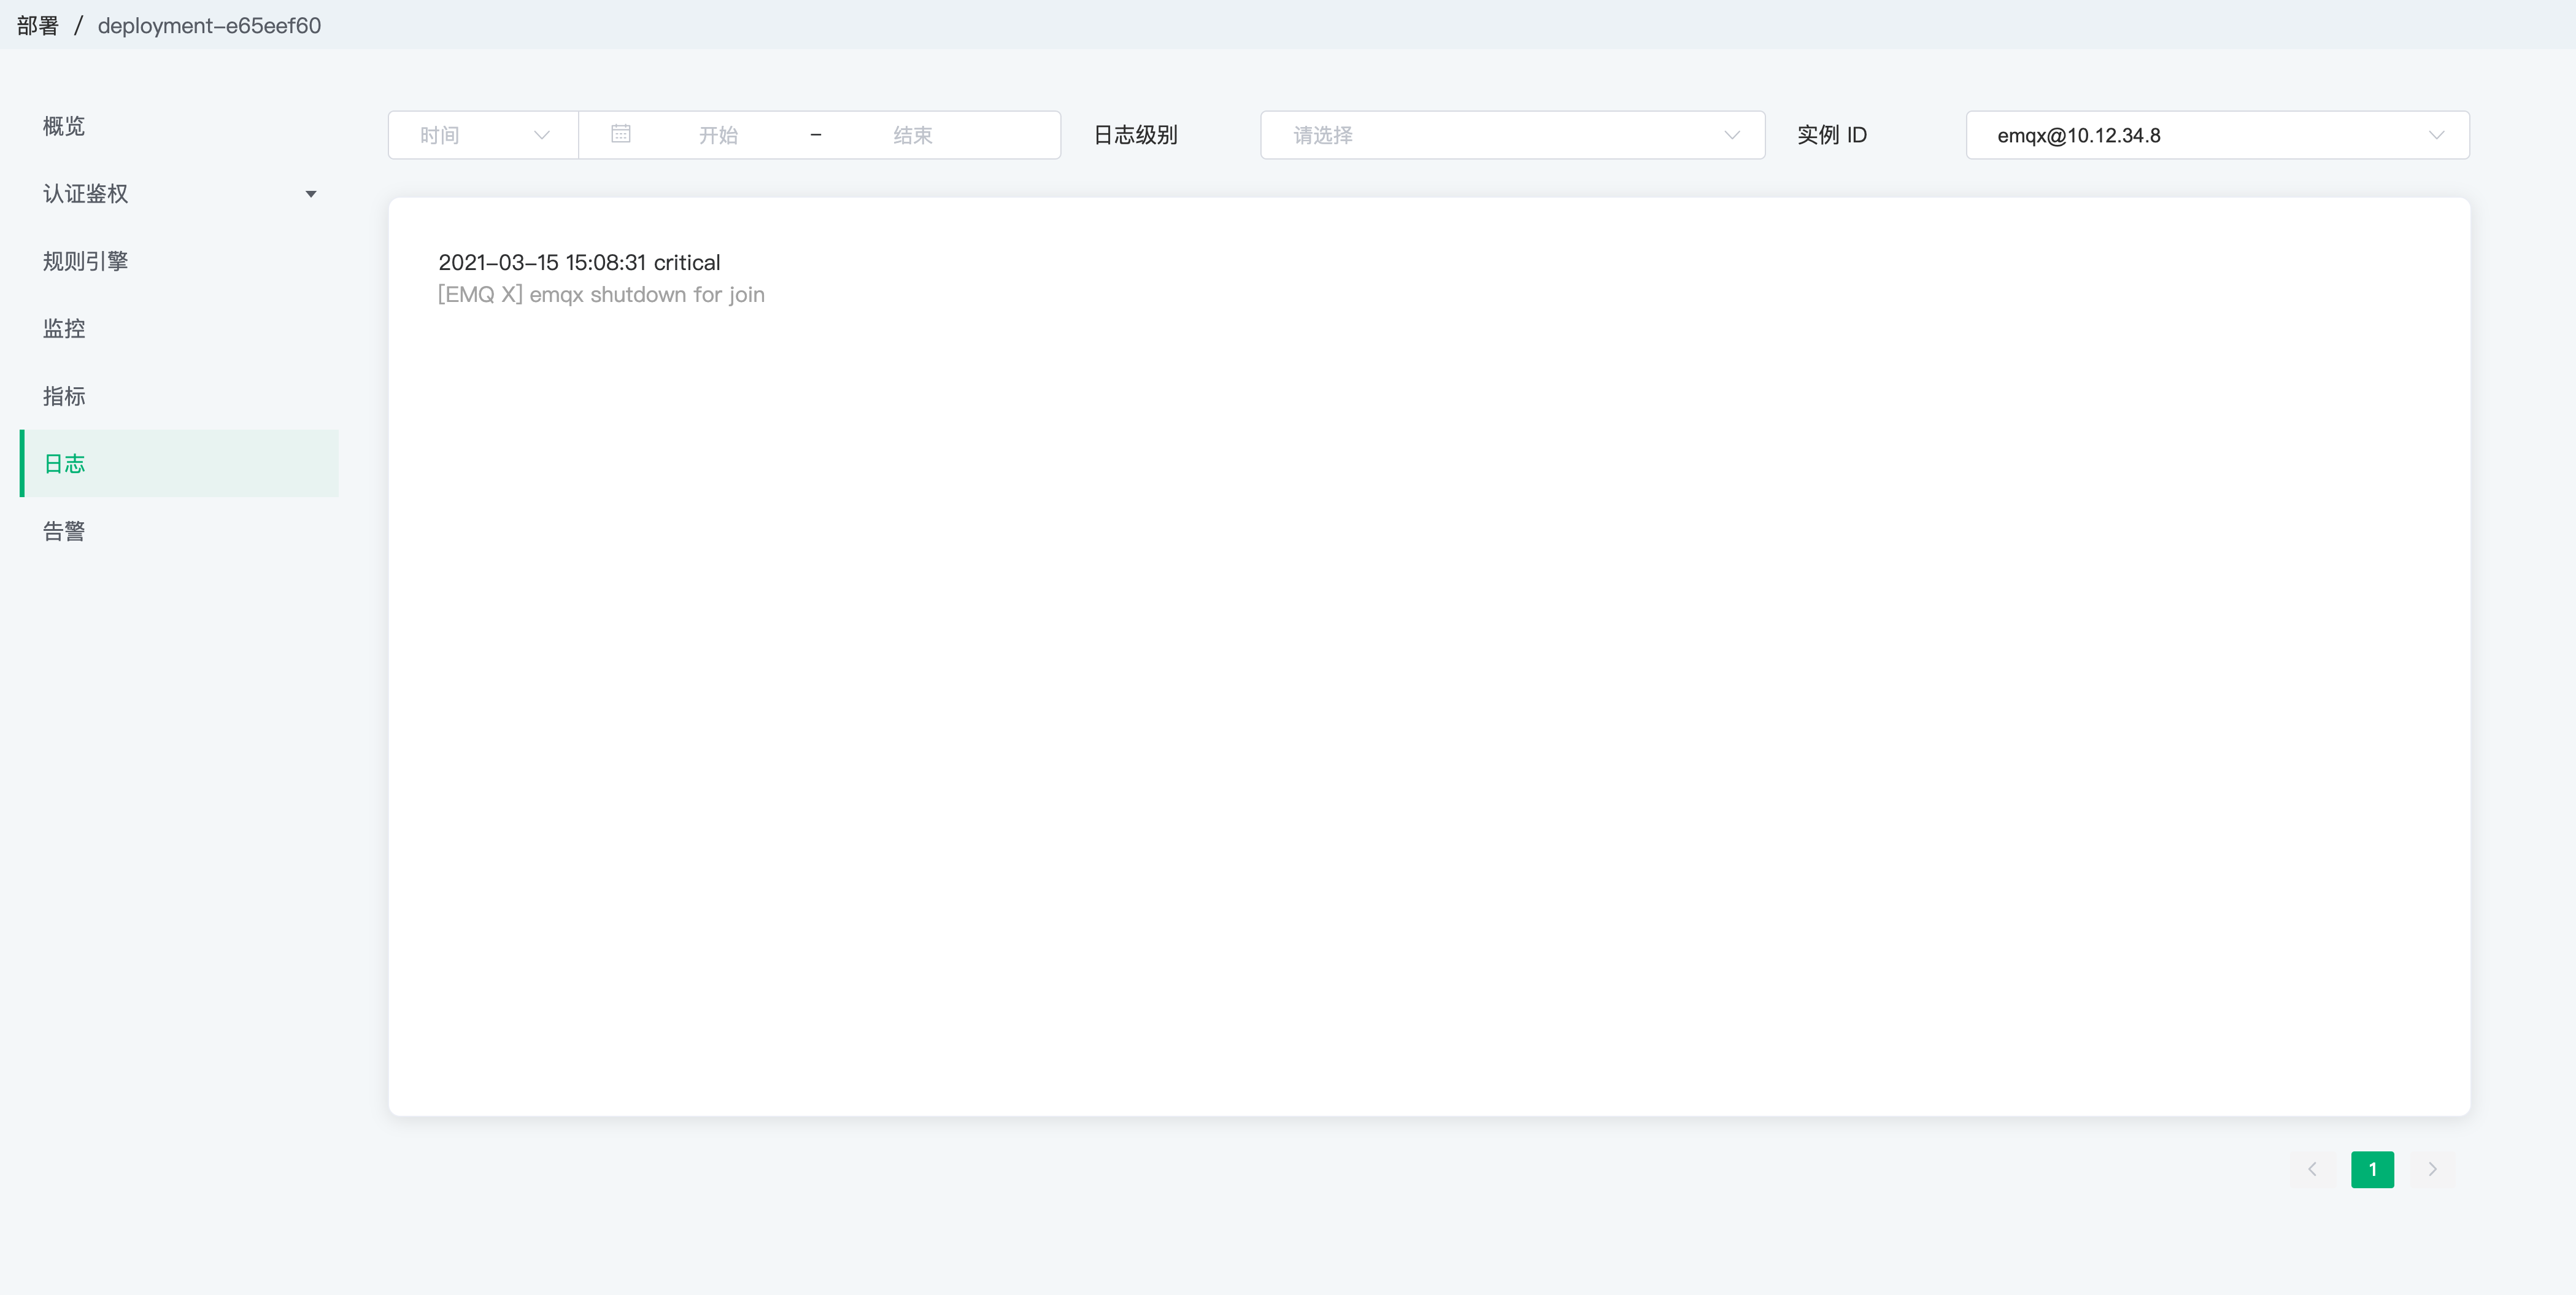 部署 / deployment-e65eef60
概览
认证鉴权
规则引擎
监控
指标
日志
告警
时间 开始 - 结束 日志级别 请选择 实例 ID emqx@10.12.34.8
2021-03-15 15:08:31 critical
[EMQ X] emqx shutdown for join
1